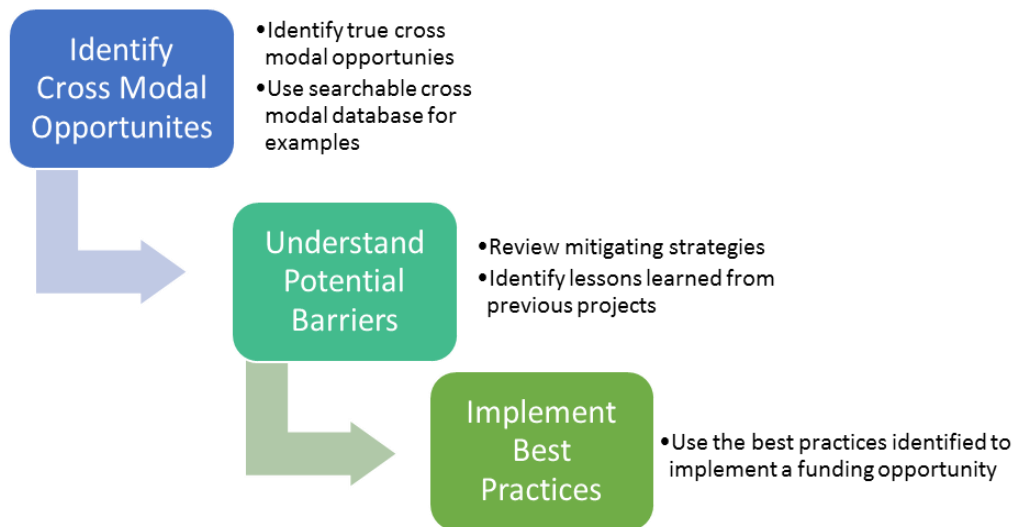 Identify
Cross Modal
Opportunites
•Identify true cross
modal opportunies
•Use searchable cross
modal database for
examples
Understand
Potential
Barriers
•Review mitigating strategies
•Identify lessons learned from
previous projects
Implement
Best
Practices
•Use the best practices identified to
implement a funding opportunity